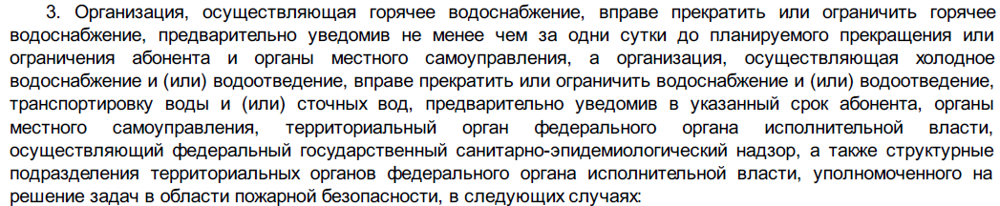 3. Организация, осуществляющая горячее водоснабжение, вправе прекратить или ограничить горячее
водоснабжение, предварительно уведомив не менее чем за одни сутки до планируемого прекращения или
ограничения абонента и органы местного самоуправления, а организация, осуществляющая холодное
водоснабжение и (или) водоотведение, вправе прекратить или ограничить водоснабжение и (или) водоотведение,
транспортировку воды и (или) сточных вод, предварительно уведомив в указанный срок абонента, органы
местного самоуправления, территориальный орган федерального органа исполнительной власти,
осуществляющий федеральный государственный санитарно-эпидемиологический надзор, а также структурные
подразделения территориальных органов федерального органа исполнительной власти, уполномоченного на
решение задач в области пожарной безопасности, в следующих случаях: